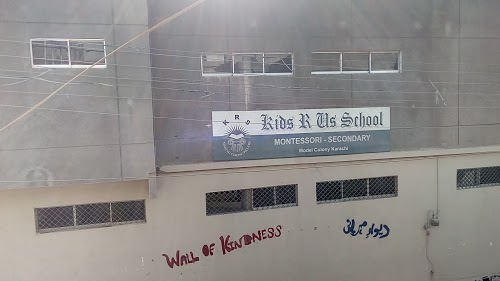 K R S
Kids R Us School
MONTESSORI - SECONDARY
Model Colony Karachi
WALL OF KINDNESS
دیوار مہربانی